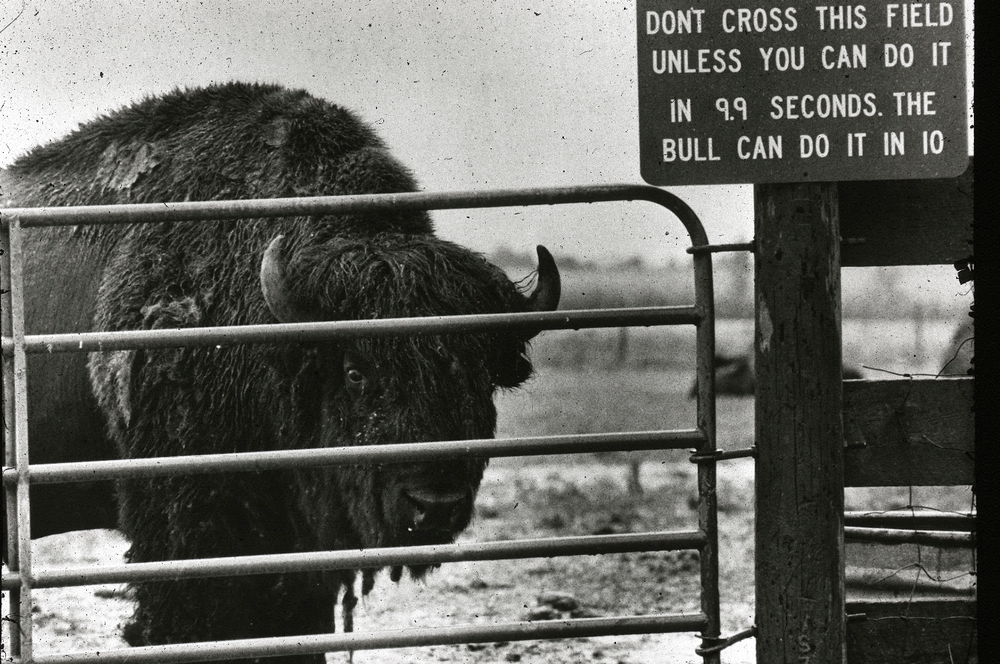 DON'T CROSS THIS FIELD
UNLESS YOU CAN DO IT
IN 9.9 SECONDS. THE
BULL CAN DO IT IN 10